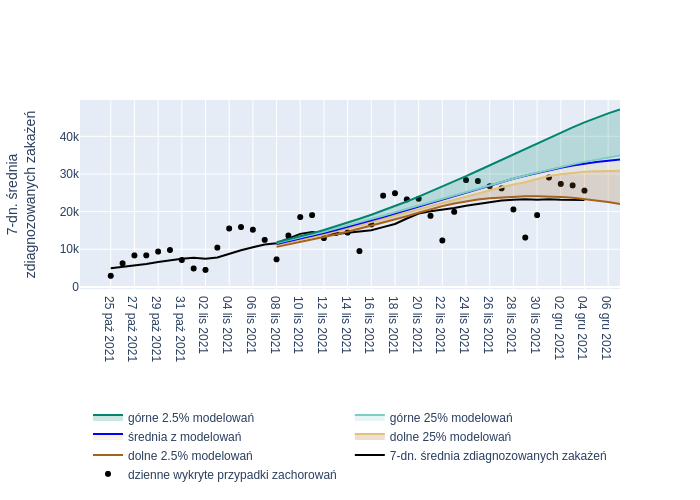 7-dn. średnia
zdiagnozowanych zakażeń
40k
30k
20k
10k
0
25 paź 2021
27 paź 2021
29 paź 2021
31 paź 2021
02 lis 2021
04 lis 2021
06 lis 2021
08 lis 2021
10 lis 2021
12 lis 2021
14 lis 2021
16 lis 2021
18 lis 2021
20 lis 2021
22 lis 2021
24 lis 2021
26 lis 2021
28 lis 2021
30 lis 2021
02 gru 2021
04 gru 2021
06 gru 2021
górne 2.5% modelowań
górne 25% modelowań
średnia z modelowań
dolne 25% modelowań
dolne 2.5% modelowań
7-dn. średnia zdiagnozowanych zakażeń
dzienne wykryte przypadki zachorowań